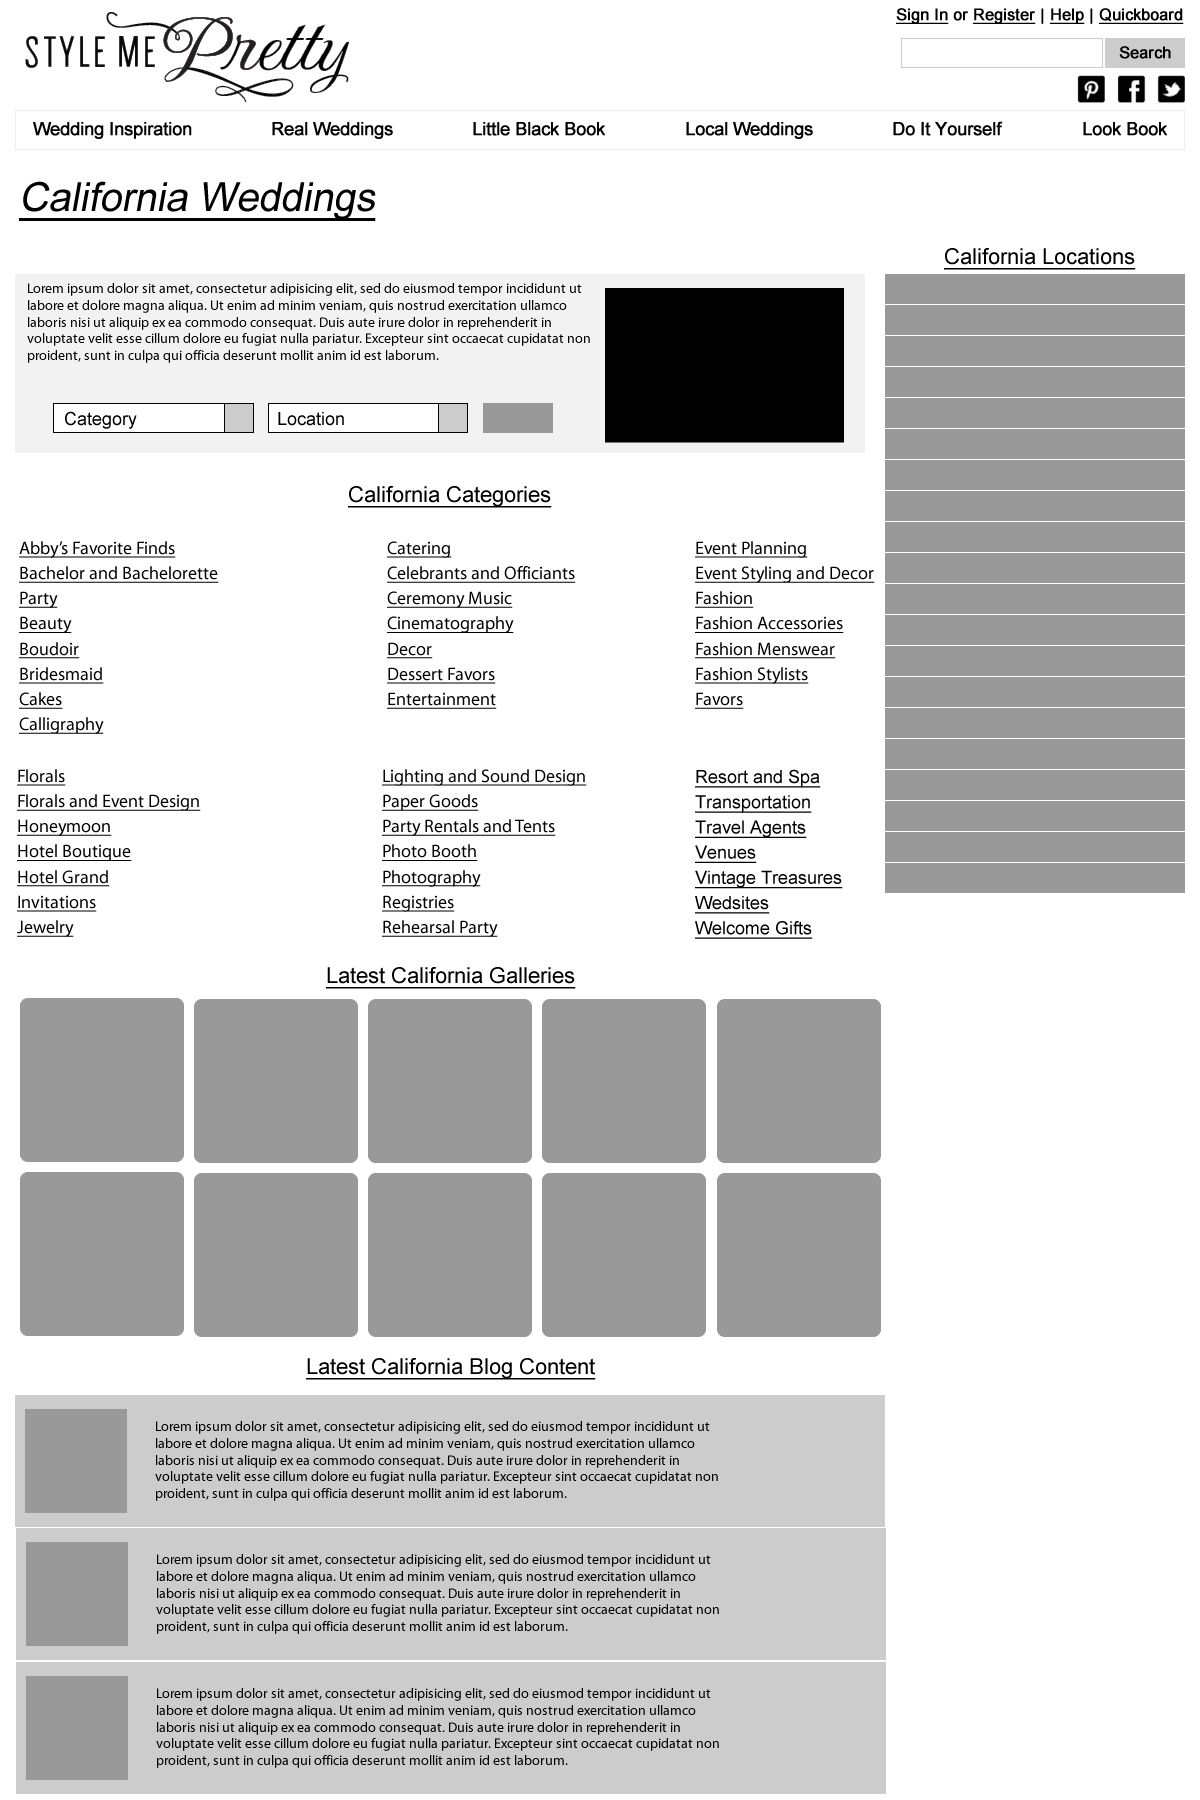 STYLE ME Pretty
Sign In or Register | Help | Quickboard
Search
Wedding Inspiration Real Weddings Little Black Book Local Weddings Do It Yourself Look Book
California Weddings
California Locations
Lorem ipsum dolor sit amet, consectetur adipisicing elit, sed do eiusmod tempor incididunt ut
labore et dolore magna aliqua. Ut enim ad minim veniam, quis nostrud exercitation ullamco
laboris nisi ut aliquip ex ea commodo consequat. Duis aute irure dolor in reprehenderit in
voluptate velit esse cillum dolore eu fugiat nulla pariatur. Excepteur sint occaecat cupidatat non
proident, sunt in culpa qui officia deserunt mollit anim id est laborum.
Category
Location
California Categories
Abby’s Favorite Finds
Bachelor and Bachelorette
Party
Beauty
Boudoir
Bridesmaid
Cakes
Calligraphy
Catering
Celebrants and Officiants
Ceremony Music
Cinematography
Decor
Dessert Favors
Entertainment
Event Planning
Event Styling and Decor
Fashion
Fashion Accessories
Fashion Menswear
Fashion Stylists
Favors
Florals
Florals and Event Design
Honeymoon
Hotel Boutique
Hotel Grand
Invitations
Jewelry
Lighting and Sound Design
Paper Goods
Party Rentals and Tents
Photo Booth
Photography
Registries
Rehearsal Party
Resort and Spa
Transportation
Travel Agents
Venues
Vintage Treasures
Wedsites
Welcome Gifts
Latest California Galleries
Latest California Blog Content
Lorem ipsum dolor sit amet, consectetur adipisicing elit, sed do eiusmod tempor incididunt ut
labore et dolore magna aliqua. Ut enim ad minim veniam, quis nostrud exercitation ullamco
laboris nisi ut aliquip ex ea commodo consequat. Duis aute irure dolor in reprehenderit in
voluptate velit esse cillum dolore eu fugiat nulla pariatur. Excepteur sint occaecat cupidatat non
proident, sunt in culpa qui officia deserunt mollit anim id est laborum.
Lorem ipsum dolor sit amet, consectetur adipisicing elit, sed do eiusmod tempor incididunt ut
labore et dolore magna aliqua. Ut enim ad minim veniam, quis nostrud exercitation ullamco
laboris nisi ut aliquip ex ea commodo consequat. Duis aute irure dolor in reprehenderit in
voluptate velit esse cillum dolore eu fugiat nulla pariatur. Excepteur sint occaecat cupidatat non
proident, sunt in culpa qui officia deserunt mollit anim id est laborum.
Lorem ipsum dolor sit amet, consectetur adipisicing elit, sed do eiusmod tempor incididunt ut
labore et dolore magna aliqua. Ut enim ad minim veniam, quis nostrud exercitation ullamco
laboris nisi ut aliquip ex ea commodo consequat. Duis aute irure dolor in reprehenderit in
voluptate velit esse cillum dolore eu fugiat nulla pariatur. Excepteur sint occaecat cupidatat non
proident, sunt in culpa qui officia deserunt mollit anim id est laborum.